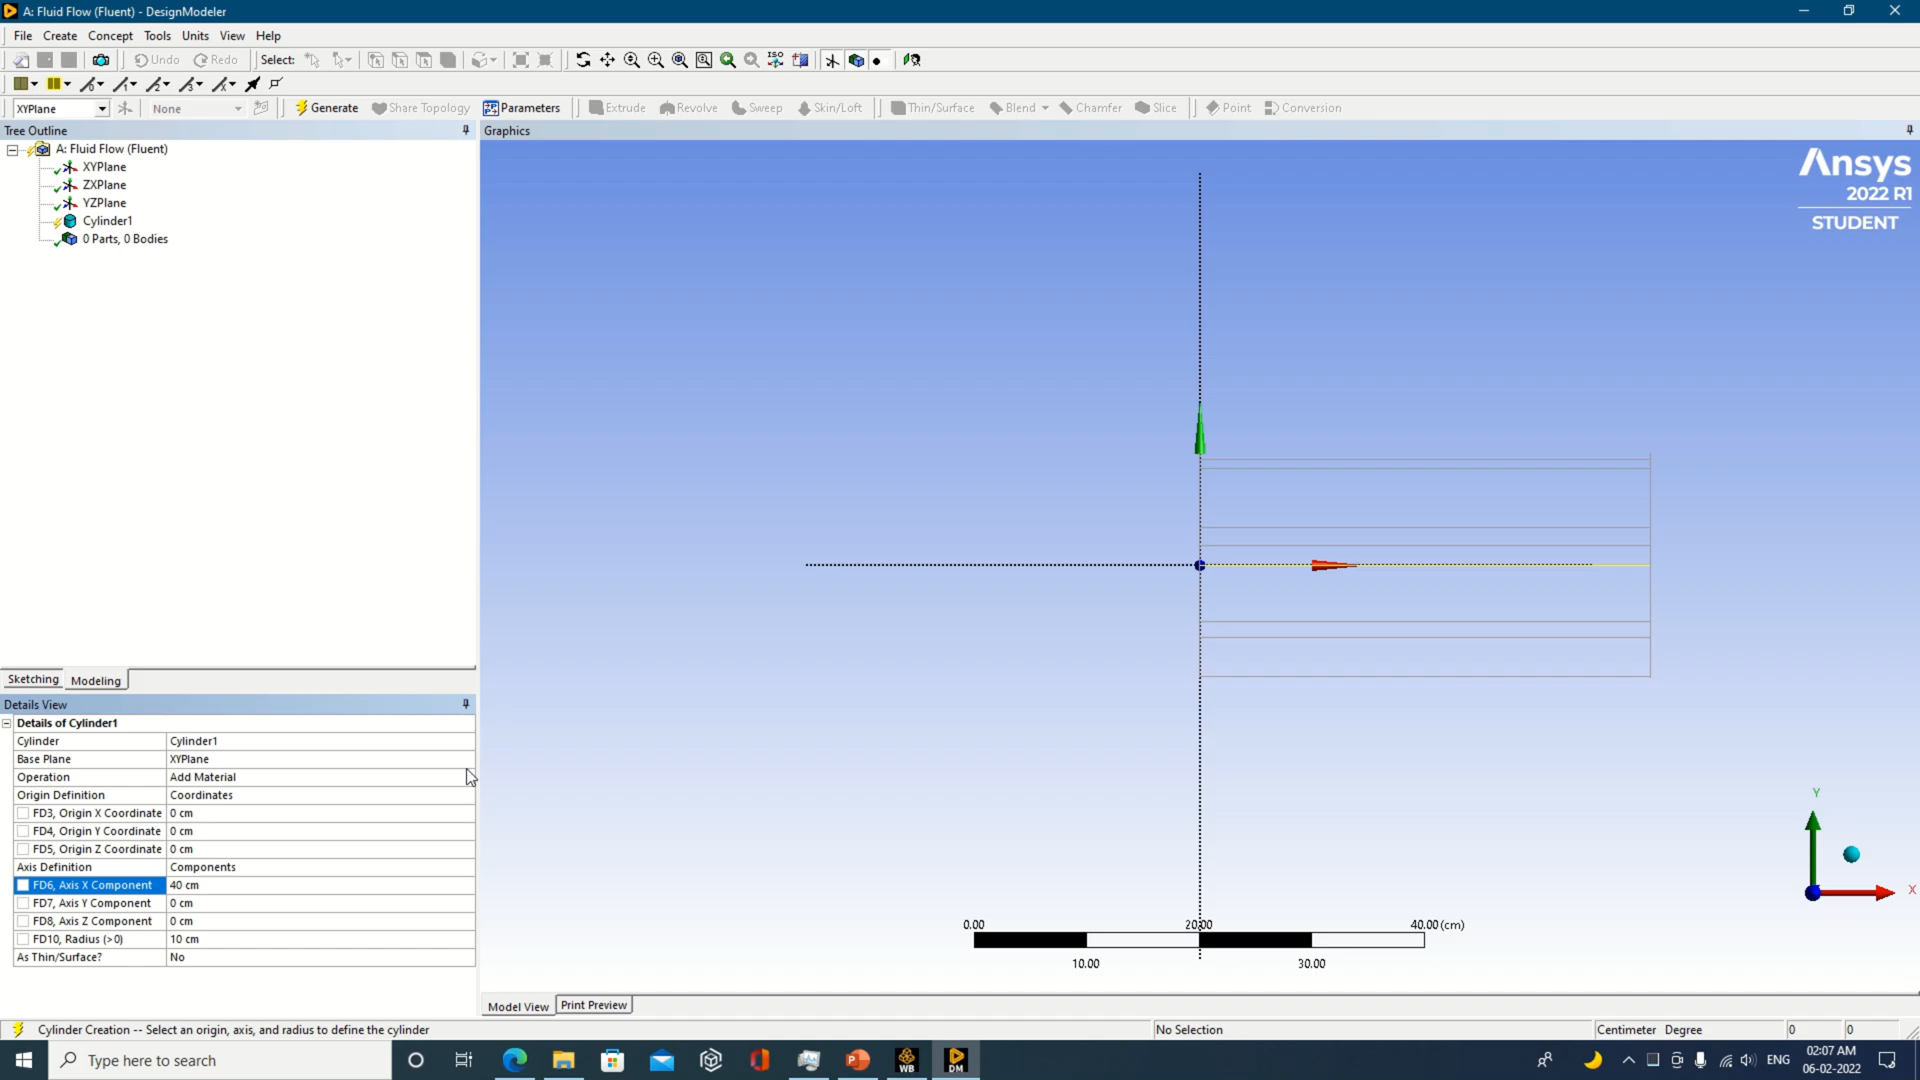 A: Fluid Flow (Fluent) - DesignModeler
File Create Concept Tools Units View Help
Undo Redo Select: ISO
XYPlane None Generate Share Topology Parameters Extrude Revolve Sweep Skin/Loft Thin/Surface Blend Chamfer Slice Point Conversion
Tree Outline
A: Fluid Flow (Fluent)
XYPlane
ZXPlane
YZPlane
Cylinder1
0 Parts, 0 Bodies
Sketching Modeling
Details View
Details of Cylinder1
Cylinder Cylinder1
Base Plane XYPlane
Operation Add Material
Origin Definition Coordinates
FD3, Origin X Coordinate 0 cm
FD4, Origin Y Coordinate 0 cm
FD5, Origin Z Coordinate 0 cm
Axis Definition Components
FD6, Axis X Component 40 cm
FD7, Axis Y Component 0 cm
FD8, Axis Z Component 0 cm
FD10, Radius (>0) 10 cm
As Thin/Surface? No
Graphics
Ansys
2022 R1
STUDENT
Y
X
0.00 20.00 40.00 (cm)
10.00 30.00
Model View Print Preview
Cylinder Creation -- Select an origin, axis, and radius to define the cylinder No Selection Centimeter Degree 0 0
Type here to search WB DM ENG 02:07 AM
06-02-2022